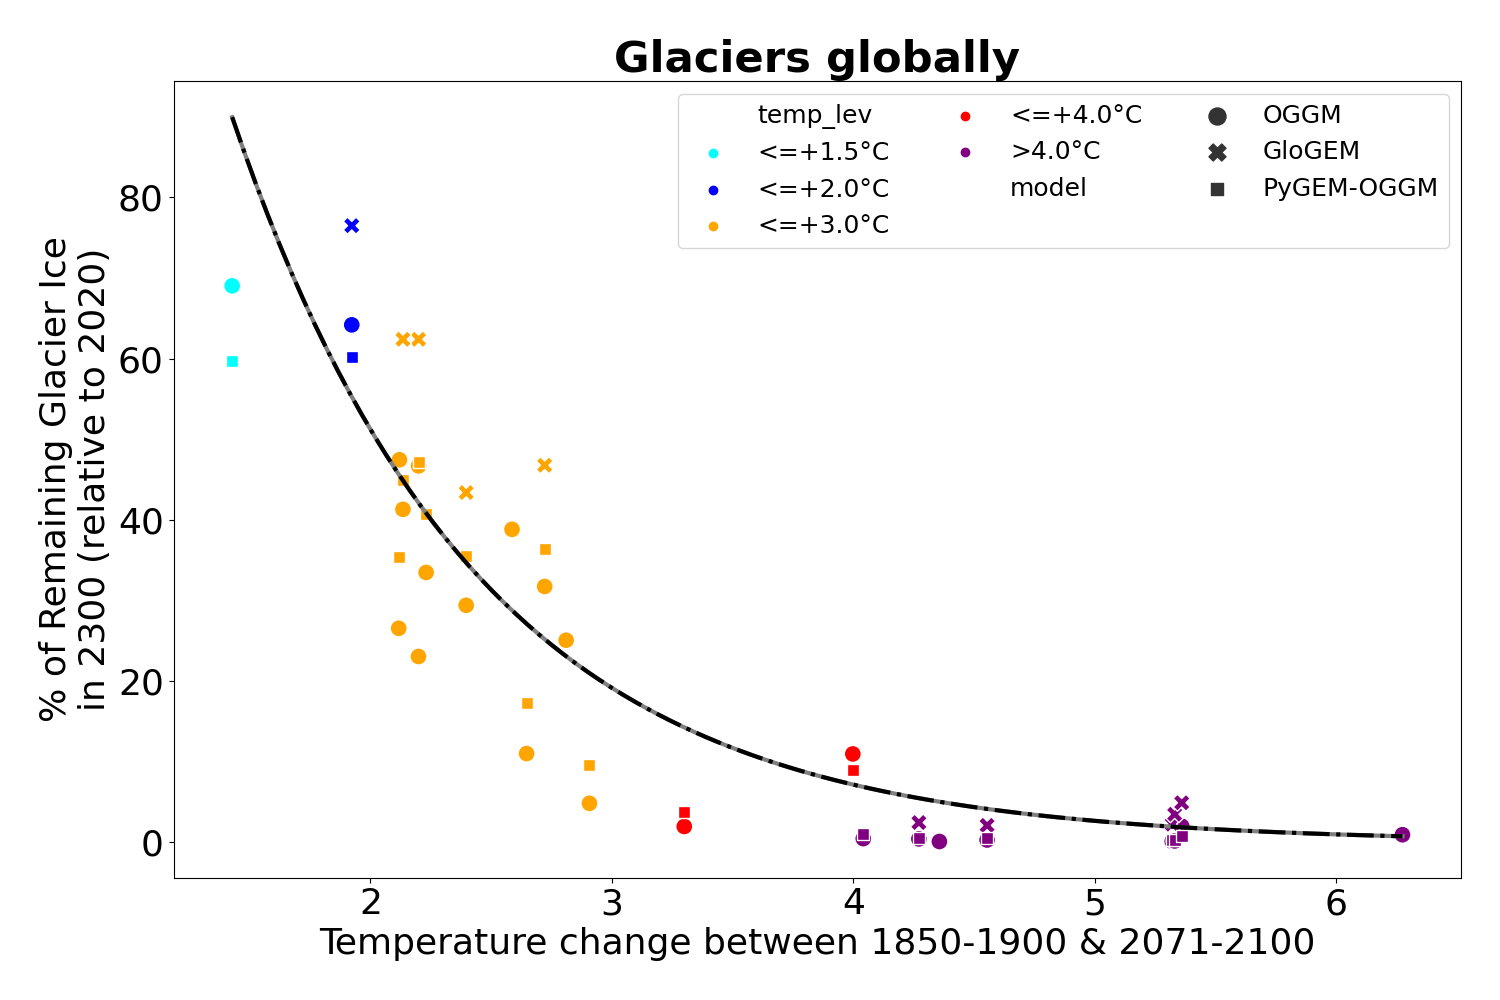 Glaciers globally
temp_lev
<=+1.5°C
<=+2.0°C
<=+3.0°C
<=+4.0°C
>4.0°C
model
OGGM
GloGEM
PyGEM-OGGM
% of Remaining Glacier Ice
in 2300 (relative to 2020)
80
60
40
20
0
2
3
4
5
6
Temperature change between 1850-1900 & 2071-2100